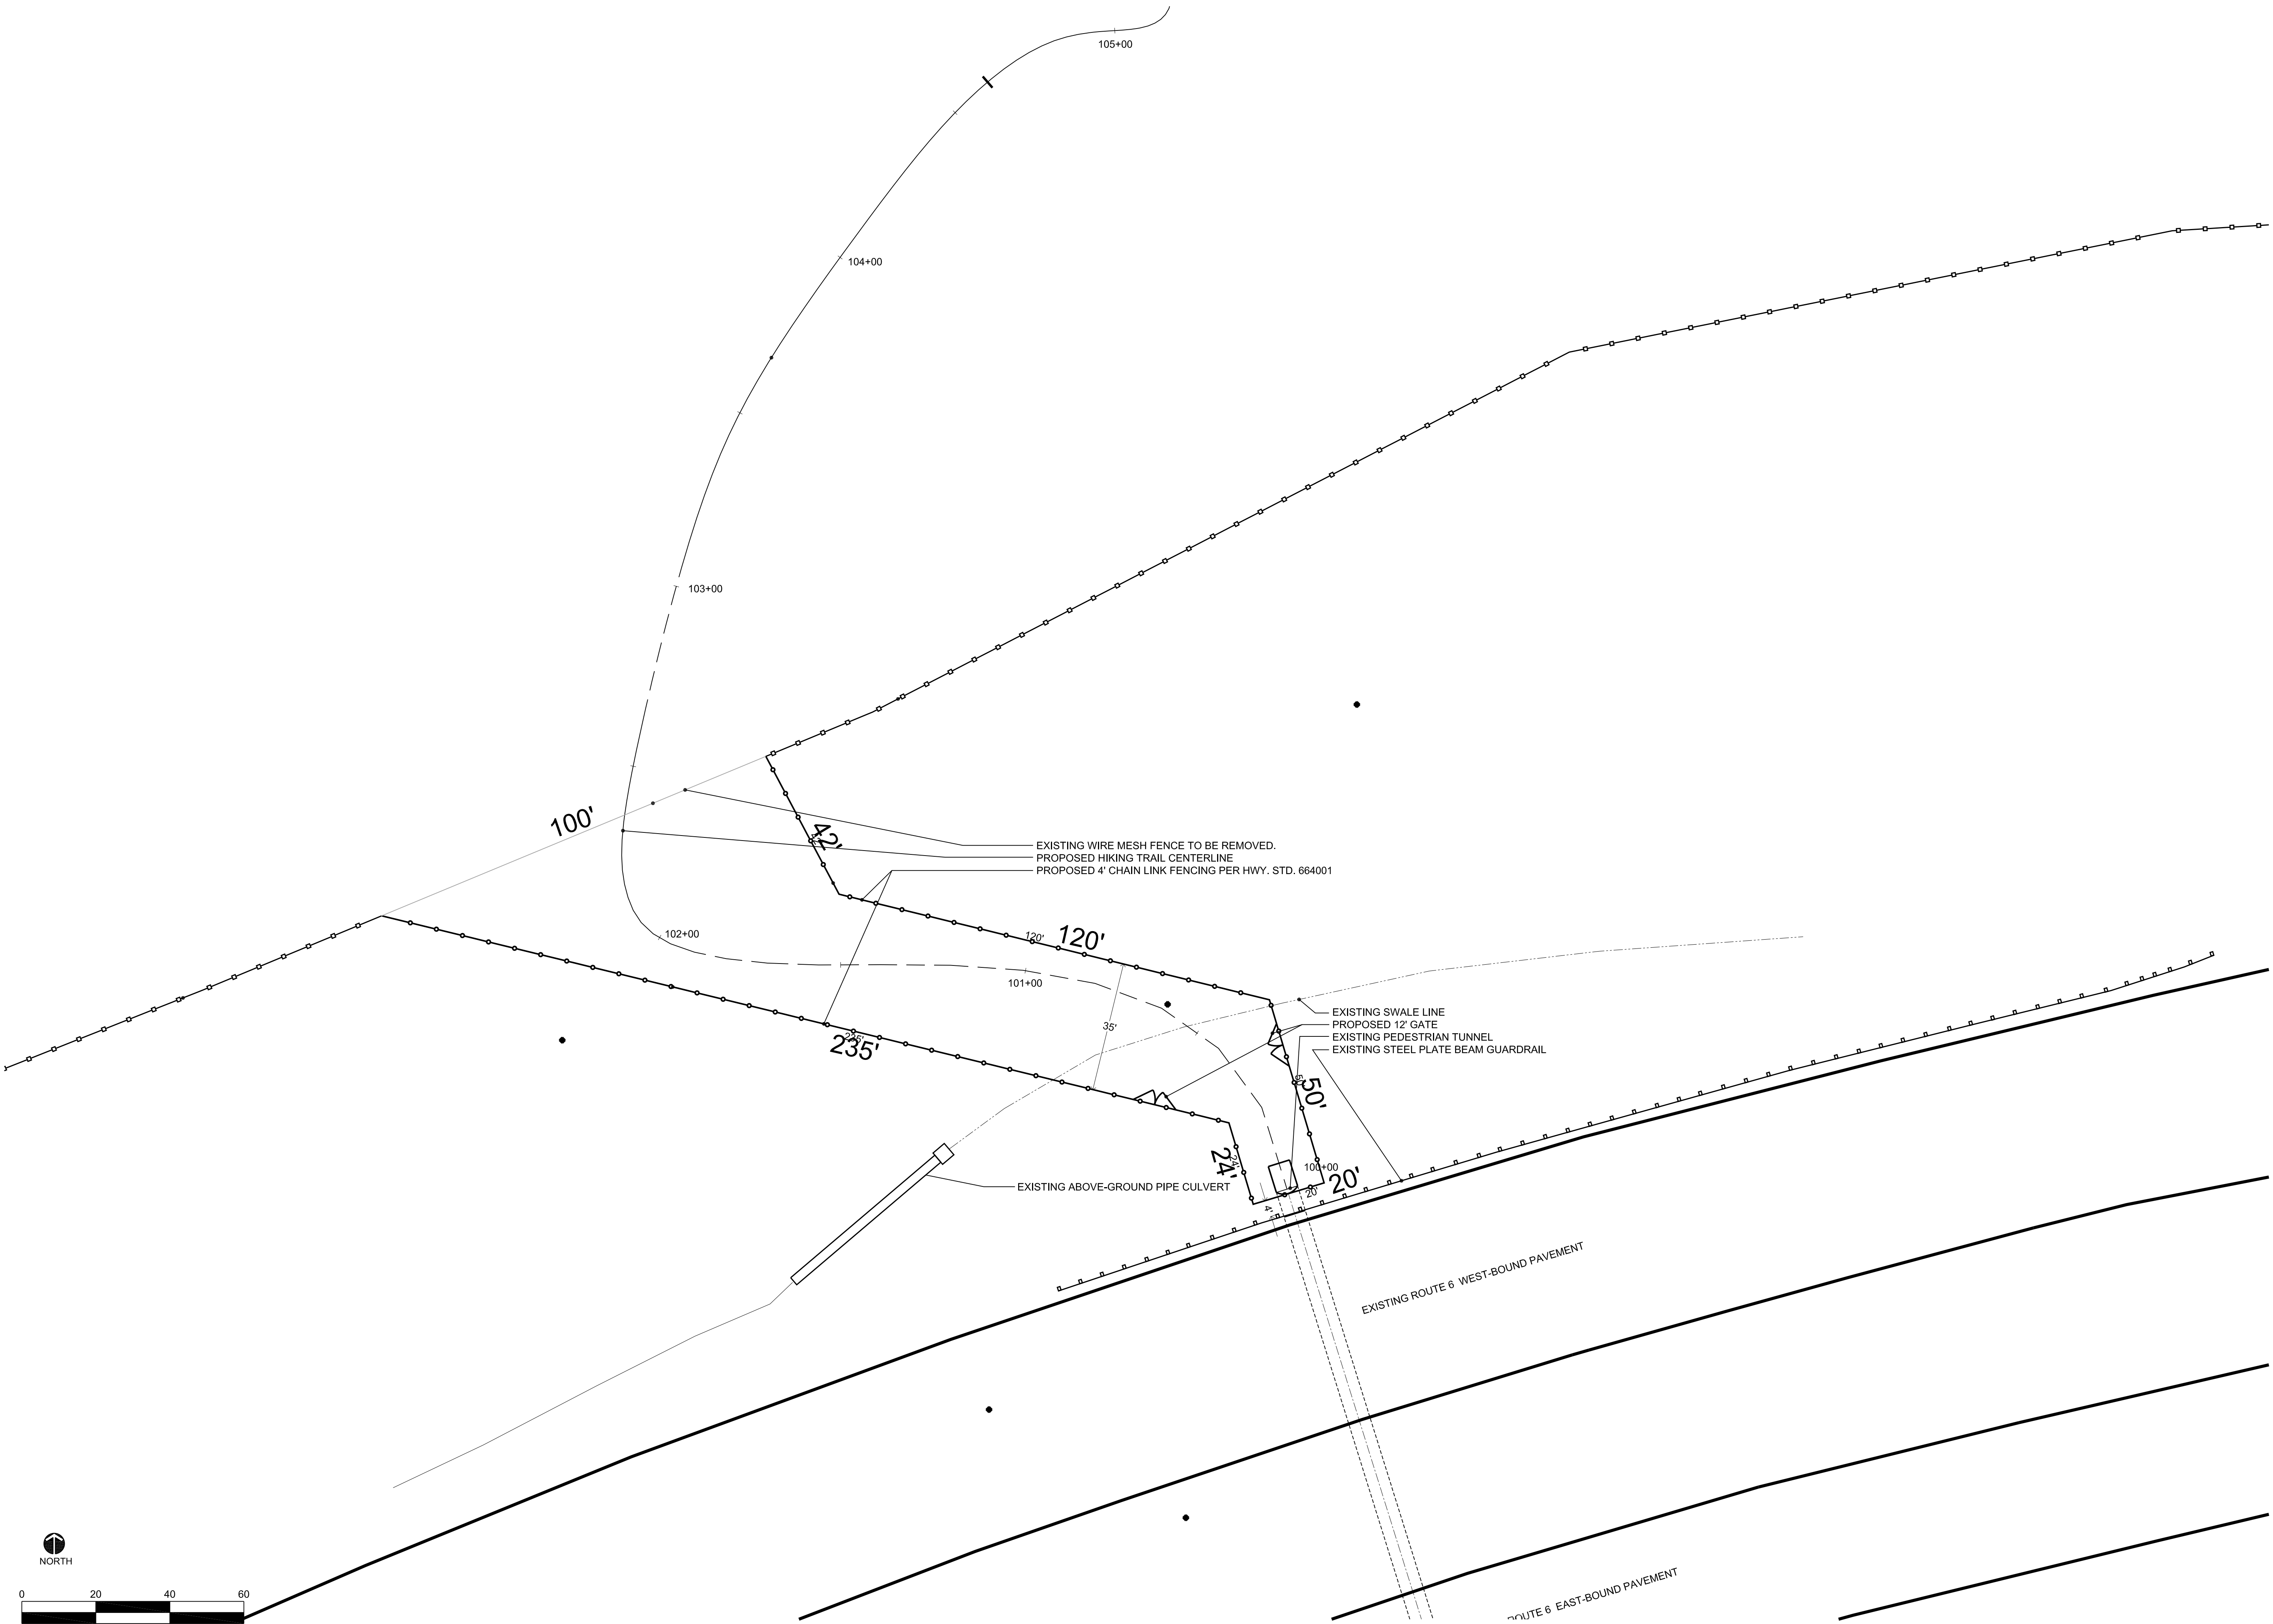 105+00
104+00
103+00
100'
42'
42'
EXISTING WIRE MESH FENCE TO BE REMOVED.
PROPOSED HIKING TRAIL CENTERLINE
PROPOSED 4' CHAIN LINK FENCING PER HWY. STD. 664001
102+00
120'
120'
101+00
35'
EXISTING SWALE LINE
PROPOSED 12' GATE
EXISTING PEDESTRIAN TUNNEL
EXISTING STEEL PLATE BEAM GUARDRAIL
235'
235'
50'
50'
24'
24'
100+00
20'
20'
EXISTING ABOVE-GROUND PIPE CULVERT
4'
EXISTING ROUTE 6 WEST-BOUND PAVEMENT
NORTH
0 20 40 60
ROUTE 6 EAST-BOUND PAVEMENT